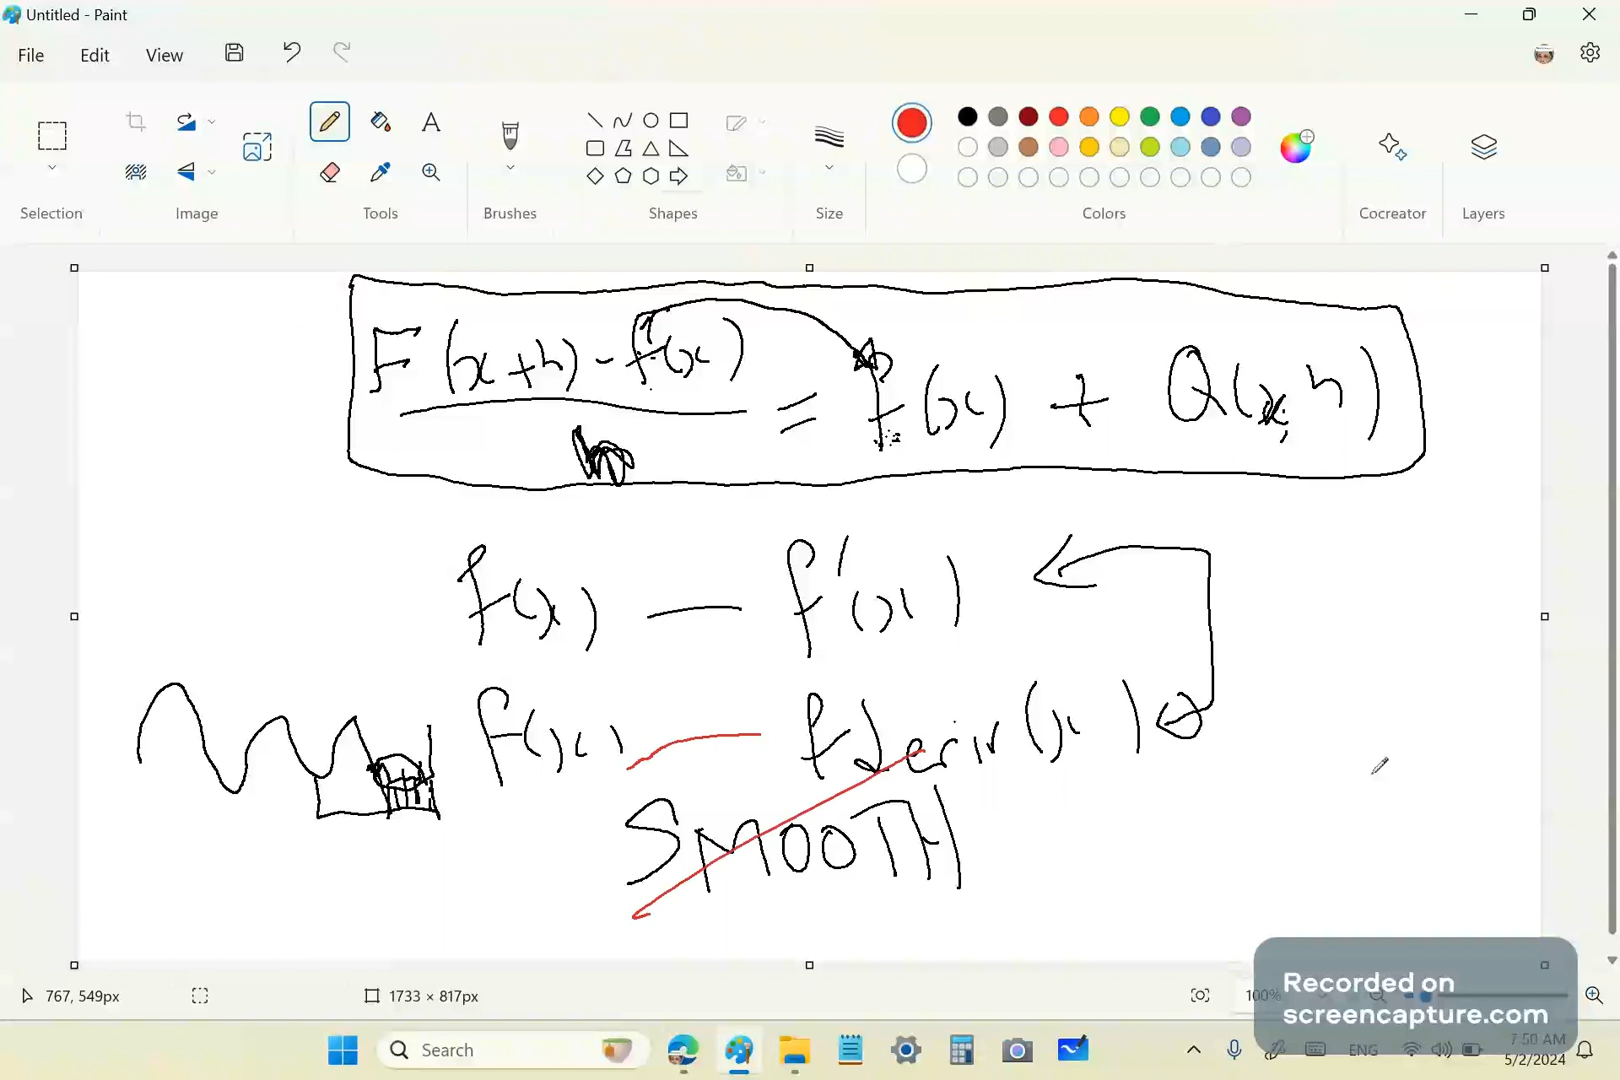 Untitled - Paint
File Edit View
Selection Image Tools Brushes Shapes Size Colors Cocreator Layers
F(x+h) - f(x)
= f(x) + Q(x,h)
h
f(x) — f'(x)
f(x) — fderiv(x)
SMOOTH
767, 549px 1733 × 817px 100%
Recorded on
screencapture.com
Search ENG 7:50 AM
5/2/2024